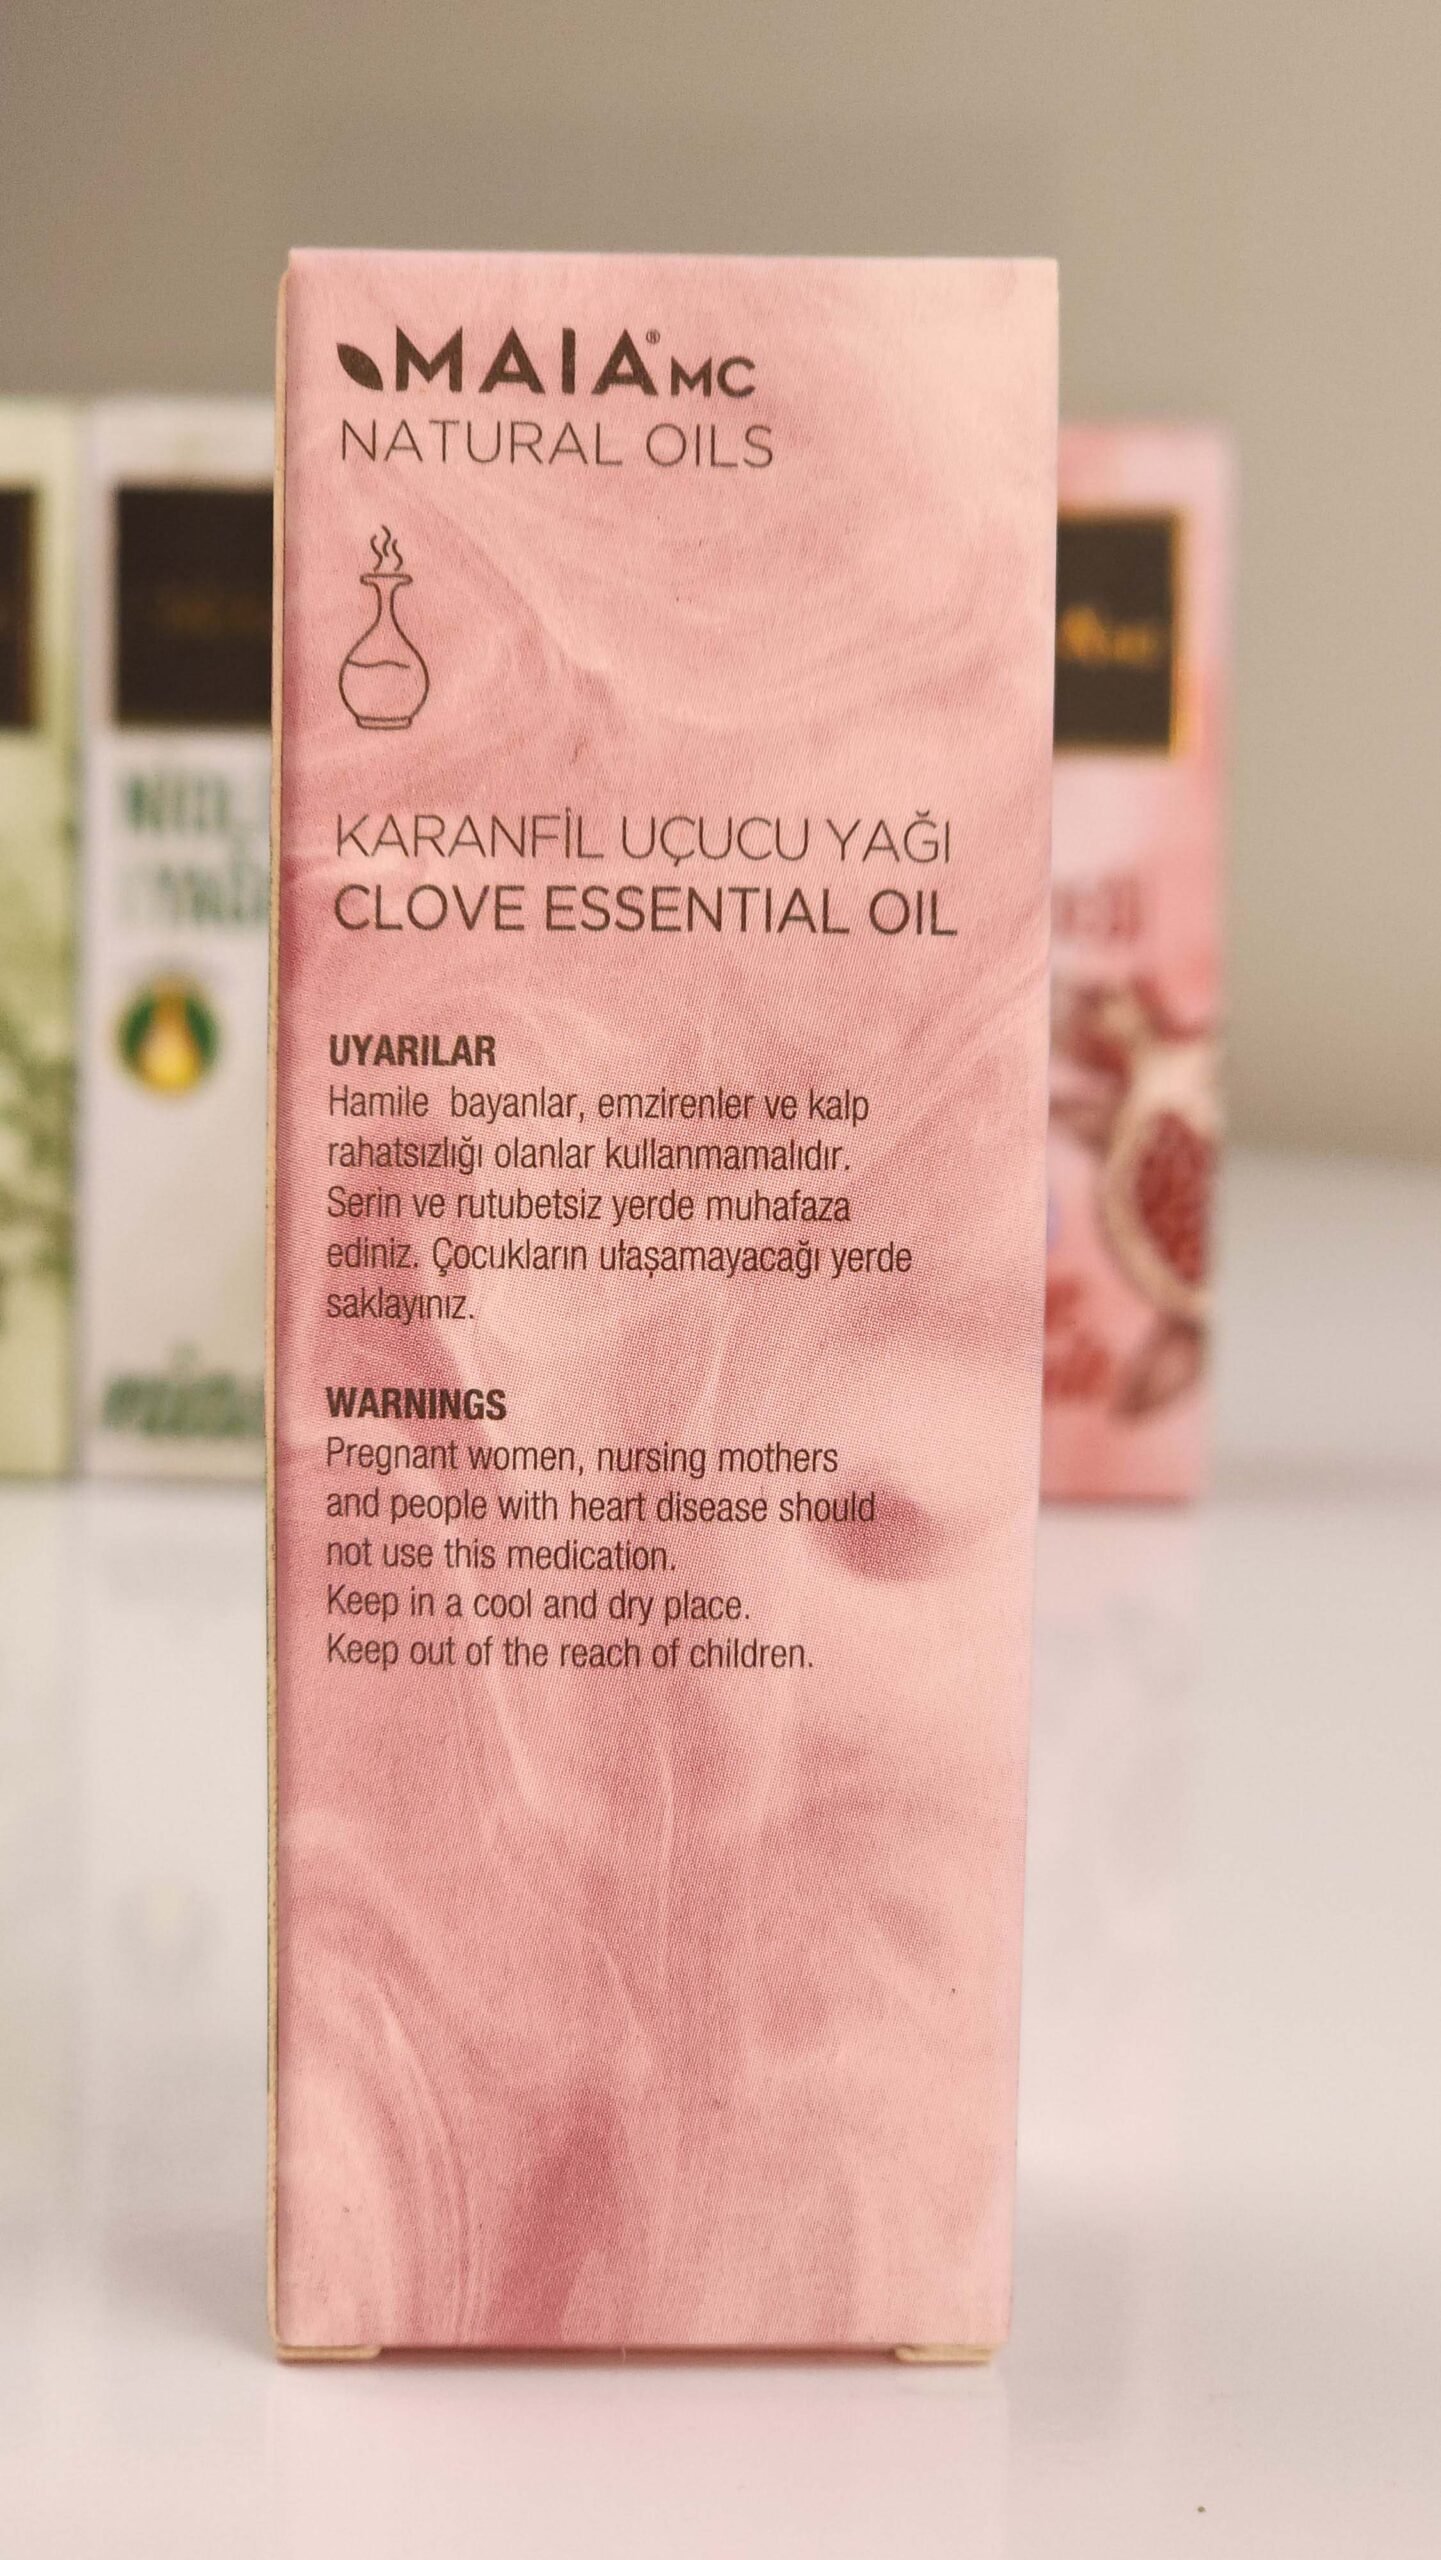 MAIA® MC
NATURAL OILS
KARANFİL UÇUCU YAĞI
CLOVE ESSENTIAL OIL
UYARILAR
Hamile bayanlar, emzirenler ve kalp
rahatsızlığı olanlar kullanmamalıdır.
Serin ve rutubetsiz yerde muhafaza
ediniz. Çocukların ulaşamayacağı yerde
saklayınız.
WARNINGS
Pregnant women, nursing mothers
and people with heart disease should
not use this medication.
Keep in a cool and dry place.
Keep out of the reach of children.